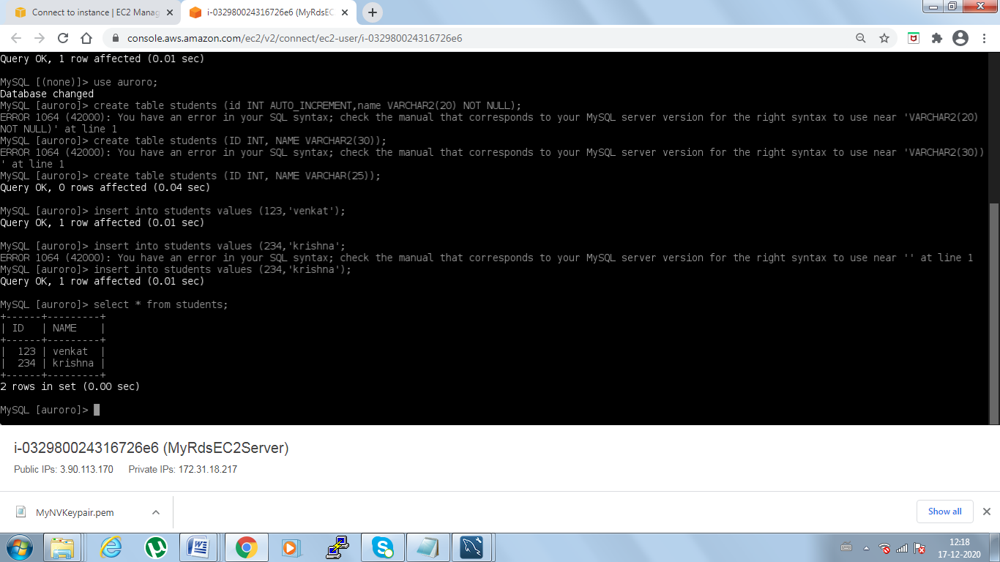 Connect to instance | EC2 Manag
i-032980024316726e6 (MyRdsEC
console.aws.amazon.com/ec2/v2/connect/ec2-user/i-032980024316726e6
Query OK, 1 row affected (0.01 sec)
MySQL [(none)]> use auroro;
Database changed
MySQL [auroro]> create table students (id INT AUTO_INCREMENT,name VARCHAR2(20) NOT NULL);
ERROR 1064 (42000): You have an error in your SQL syntax; check the manual that corresponds to your MySQL server version for the right syntax to use near 'VARCHAR2(20)
NOT NULL)' at line 1
MySQL [auroro]> create table students (ID INT, NAME VARCHAR2(30));
ERROR 1064 (42000): You have an error in your SQL syntax; check the manual that corresponds to your MySQL server version for the right syntax to use near 'VARCHAR2(30))
' at line 1
MySQL [auroro]> create table students (ID INT, NAME VARCHAR(25));
Query OK, 0 rows affected (0.04 sec)
MySQL [auroro]> insert into students values (123,'venkat');
Query OK, 1 row affected (0.01 sec)
MySQL [auroro]> insert into students values (234,'krishna';
ERROR 1064 (42000): You have an error in your SQL syntax; check the manual that corresponds to your MySQL server version for the right syntax to use near '' at line 1
MySQL [auroro]> insert into students values (234,'krishna');
Query OK, 1 row affected (0.01 sec)
MySQL [auroro]> select * from students;
+------+---------+
| ID   | NAME    |
+------+---------+
|  123 | venkat  |
|  234 | krishna |
+------+---------+
2 rows in set (0.00 sec)
MySQL [auroro]>
i-032980024316726e6 (MyRdsEC2Server)
Public IPs: 3.90.113.170 Private IPs: 172.31.18.217
MyNVKeypair.pem
Show all
12:18
17-12-2020